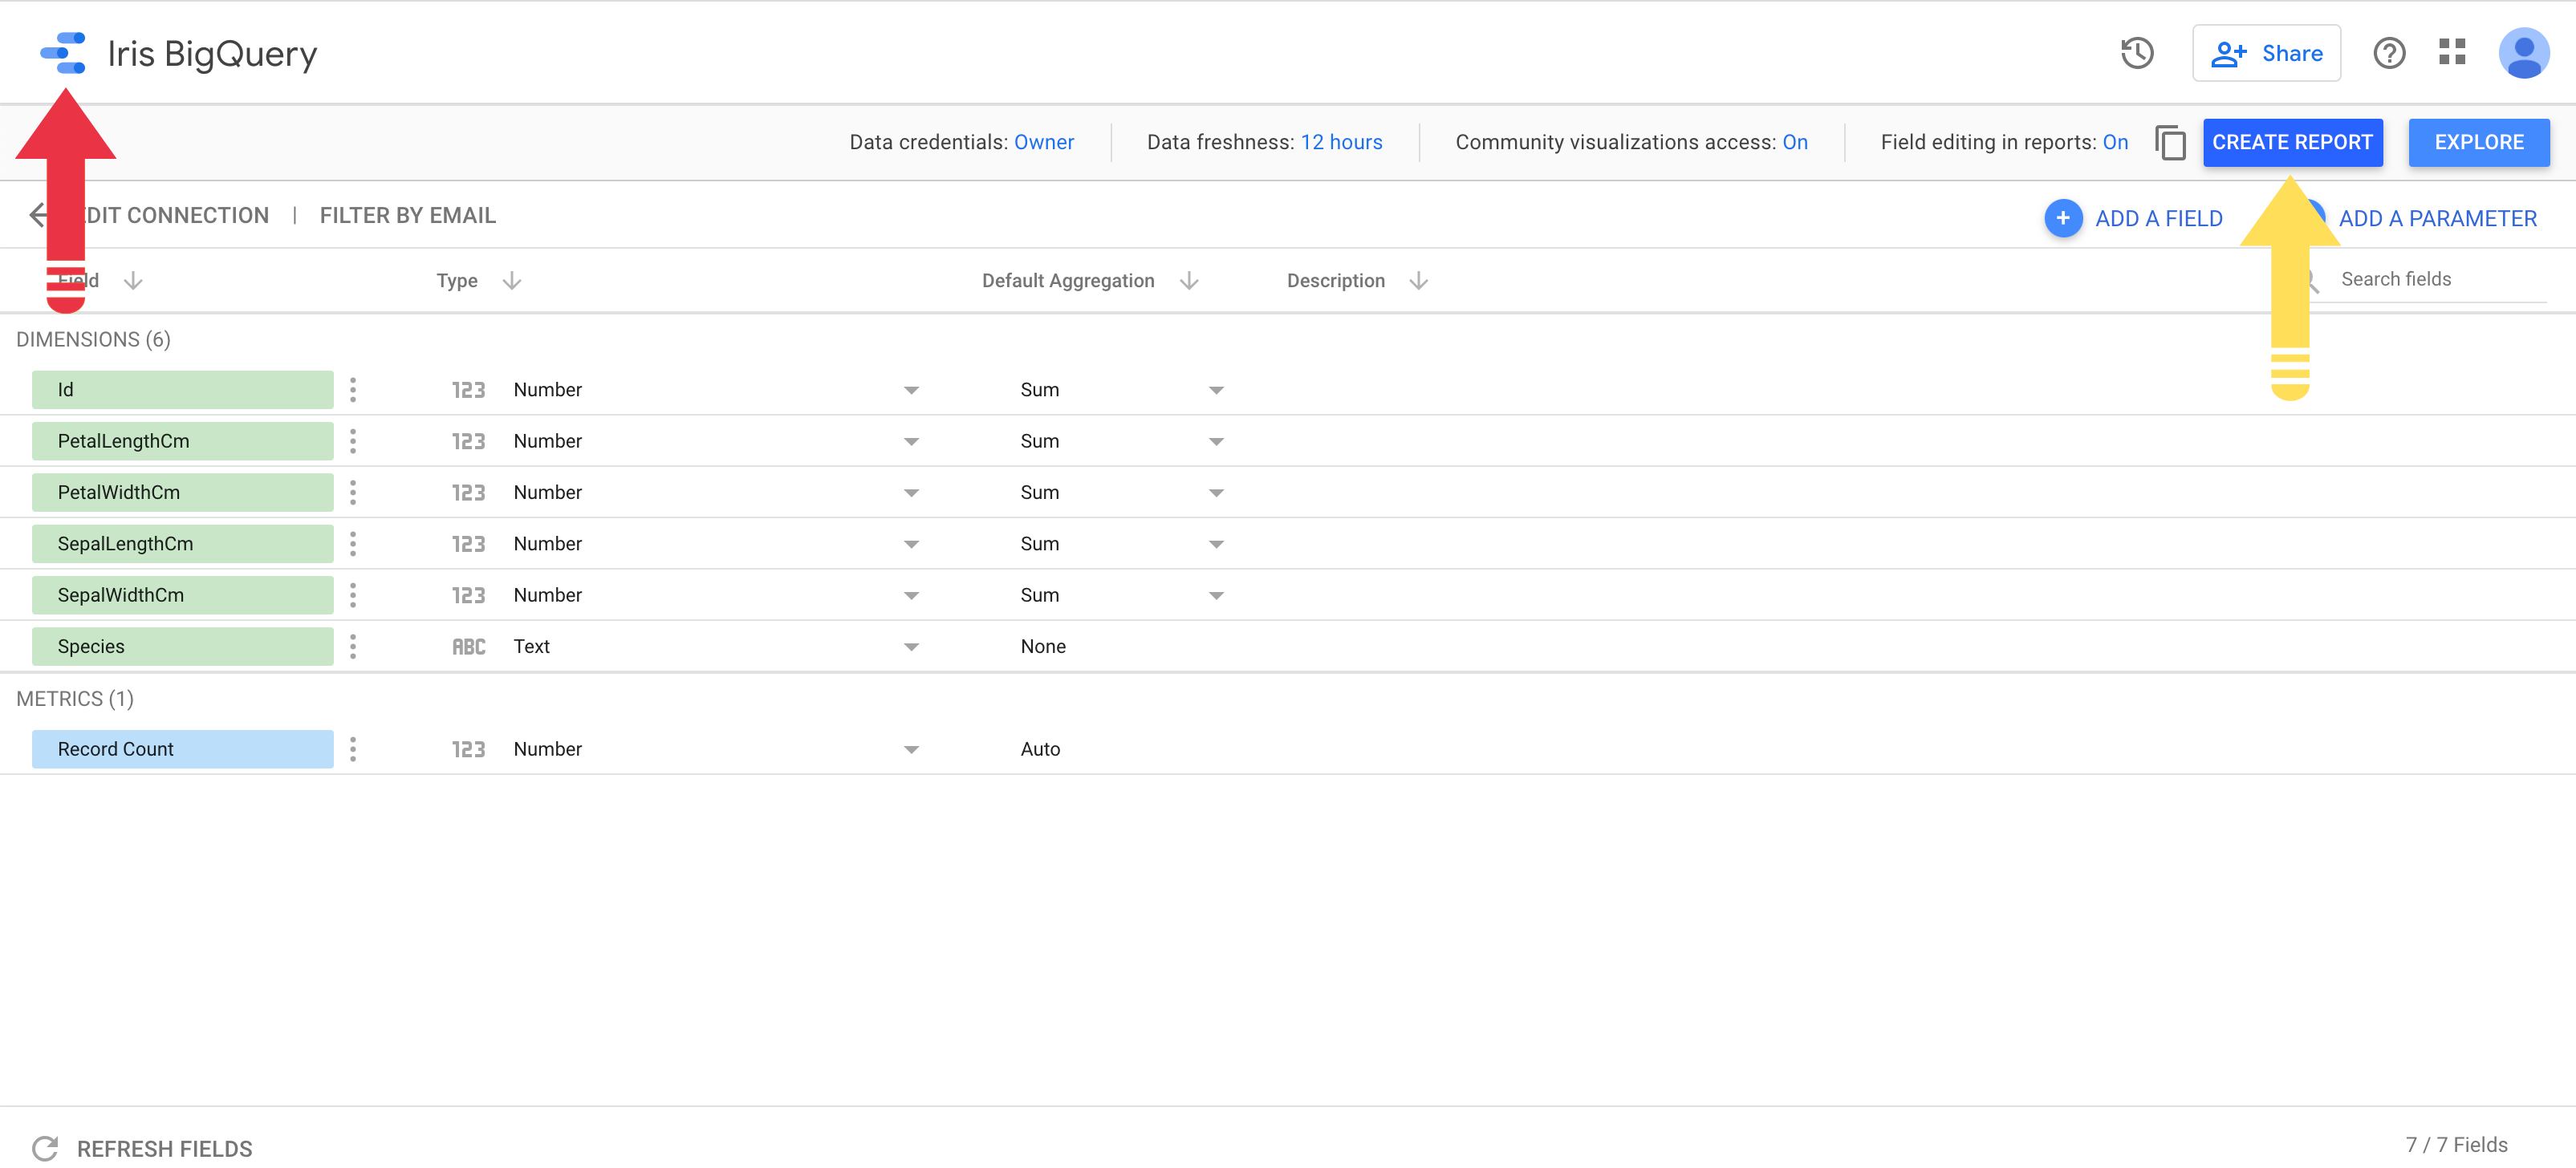 Iris BigQuery
Share
Data credentials: Owner
Data freshness: 12 hours
Community visualizations access: On
Field editing in reports: On
CREATE REPORT
EXPLORE
DIT CONNECTION | FILTER BY EMAIL
+ ADD A FIELD
ADD A PARAMETER
Field Type Default Aggregation Description Search fields
DIMENSIONS (6)
Id 123 Number Sum
PetalLengthCm 123 Number Sum
PetalWidthCm 123 Number Sum
SepalLengthCm 123 Number Sum
SepalWidthCm 123 Number Sum
Species ABC Text None
METRICS (1)
Record Count 123 Number Auto
REFRESH FIELDS
7 / 7 Fields